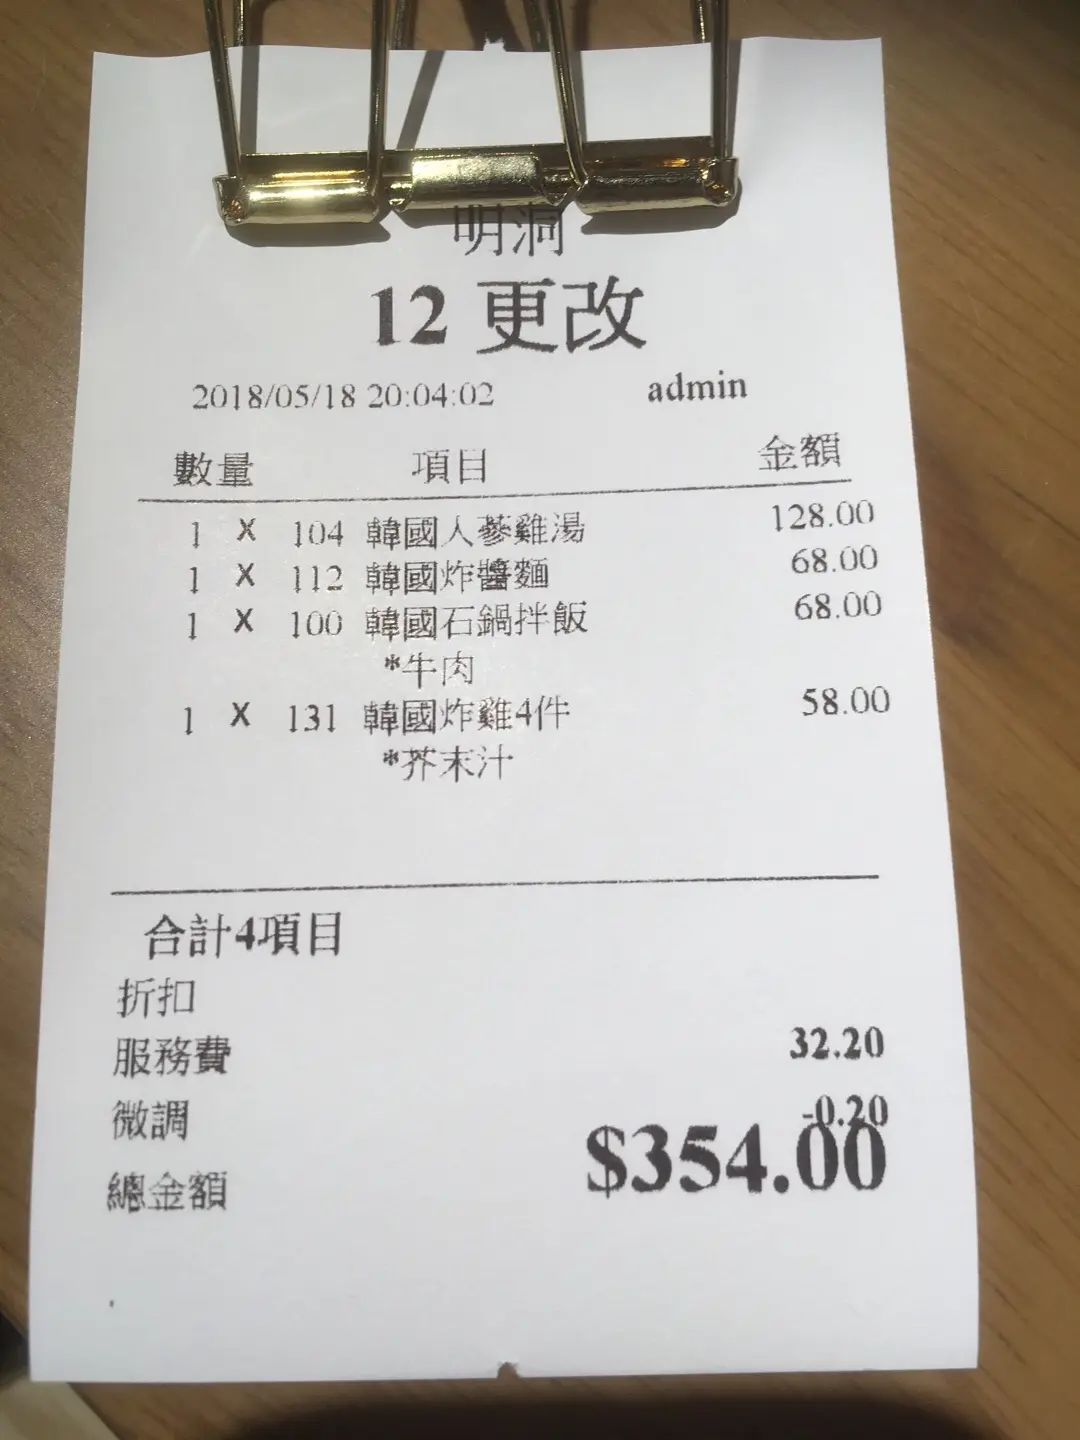 明洞
12 更改
2018/05/18 20:04:02 admin
數量 項目 金額
1 X 104 韓國人蔘雞湯 128.00
1 X 112 韓國炸醬麵 68.00
1 X 100 韓國石鍋拌飯 68.00
*牛肉
1 X 131 韓國炸雞4件 58.00
*芥末汁
合計4項目
折扣
服務費 32.20
微調 -0.20
總金額 $354.00